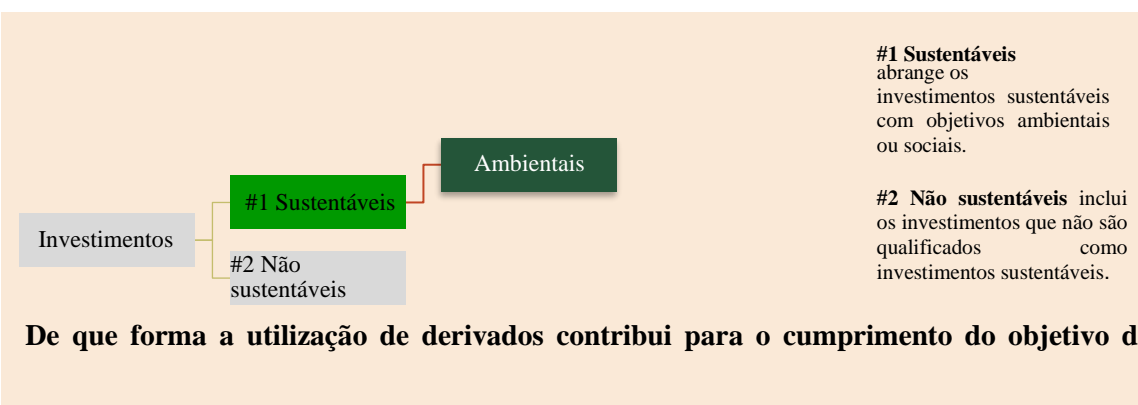 #1 Sustentáveis
abrange os
investimentos sustentáveis
com objetivos ambientais
ou sociais.
Ambientais
#1 Sustentáveis
#2 Não sustentáveis inclui
os investimentos que não são
qualificados como
investimentos sustentáveis.
Investimentos
#2 Não
sustentáveis
De que forma a utilização de derivados contribui para o cumprimento do objetivo d